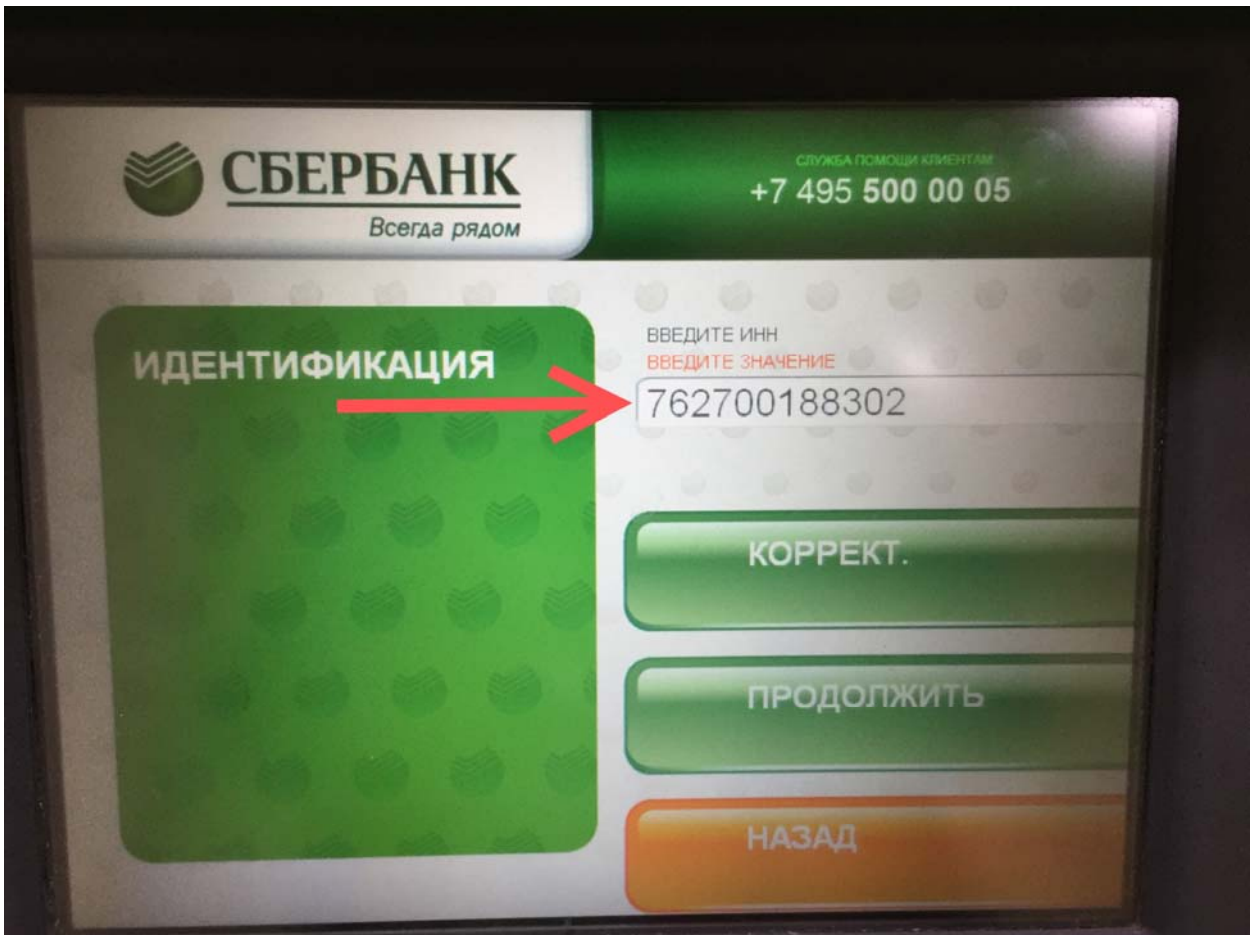 СБЕРБАНК
Всегда рядом
СЛУЖБА ПОМОЩИ КЛИЕНТАМ
+7 495 500 00 05
ИДЕНТИФИКАЦИЯ
ВВЕДИТЕ ИНН
ВВЕДИТЕ ЗНАЧЕНИЕ
762700188302
КОРРЕКТ.
ПРОДОЛЖИТЬ
НАЗАД